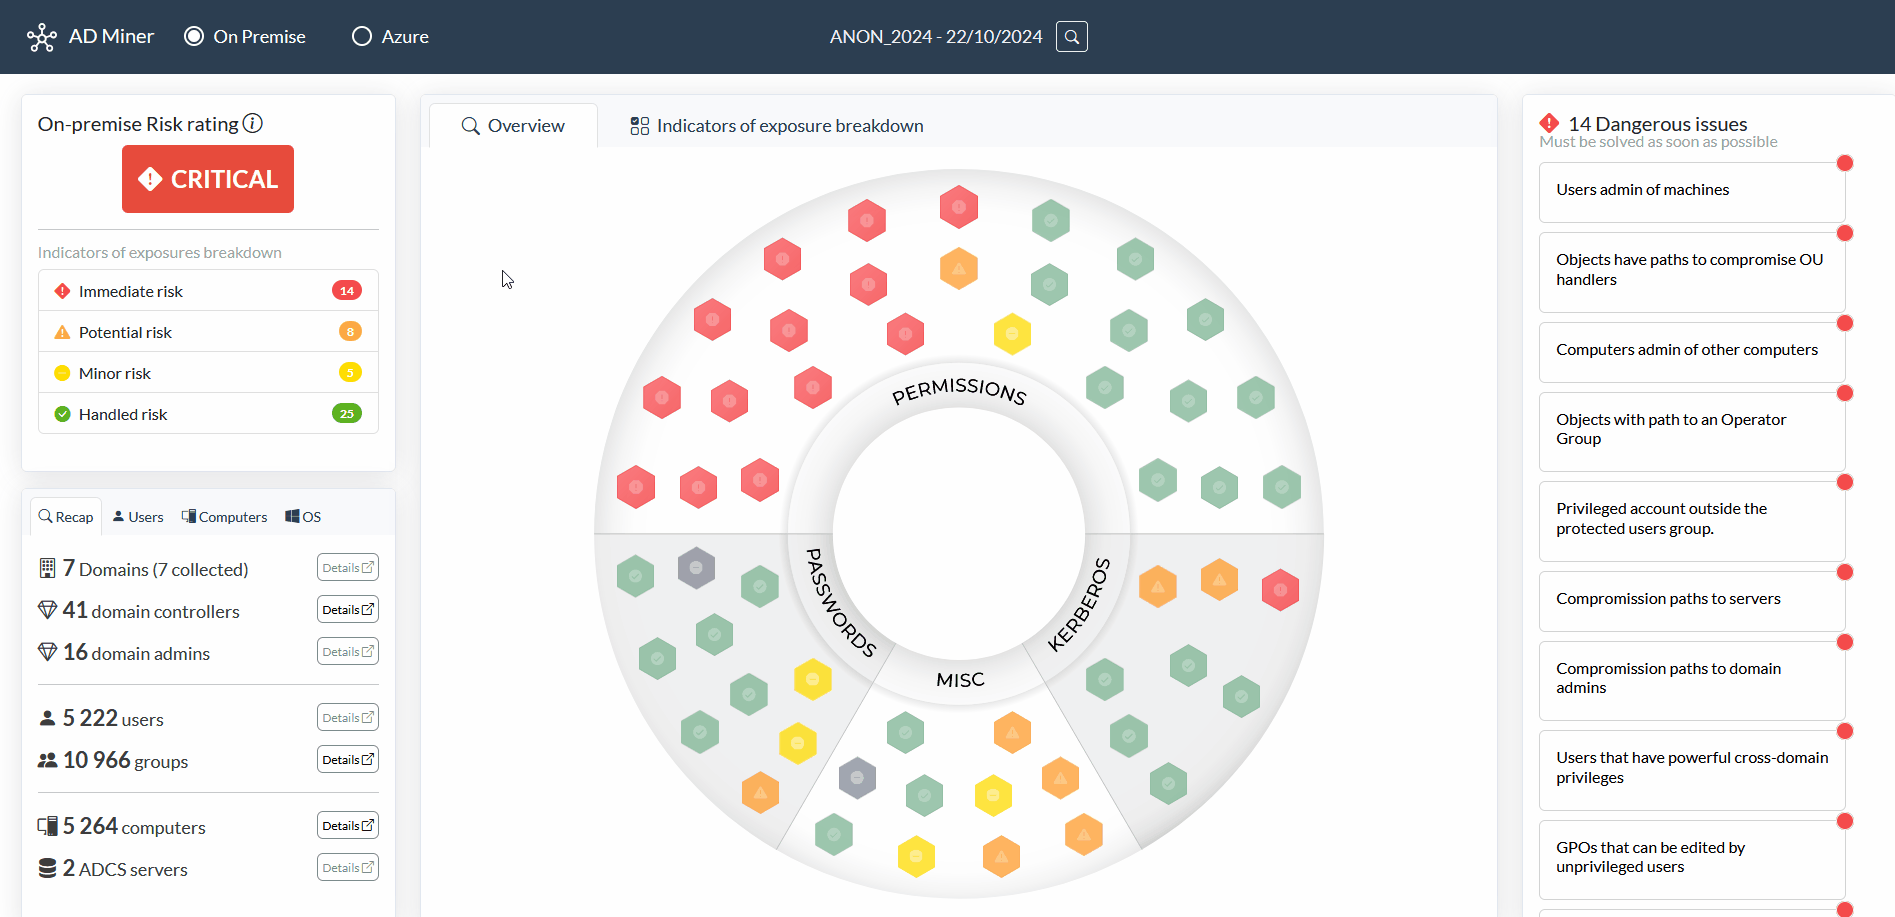 AD Miner
On Premise
Azure
ANON_2024 - 22/10/2024
On-premise Risk rating
CRITICAL
Indicators of exposures breakdown
Immediate risk 14
Potential risk 8
Minor risk 5
Handled risk 25
Recap Users Computers OS
7 Domains (7 collected) Details
41 domain controllers Details
16 domain admins Details
5 222 users Details
10 966 groups Details
5 264 computers Details
2 ADCS servers Details
Overview
Indicators of exposure breakdown
PERMISSIONS
PASSWORDS
KERBEROS
MISC
14 Dangerous issues
Must be solved as soon as possible
Users admin of machines
Objects have paths to compromise OU
handlers
Computers admin of other computers
Objects with path to an Operator
Group
Privileged account outside the
protected users group.
Compromission paths to servers
Compromission paths to domain
admins
Users that have powerful cross-domain
privileges
GPOs that can be edited by
unprivileged users